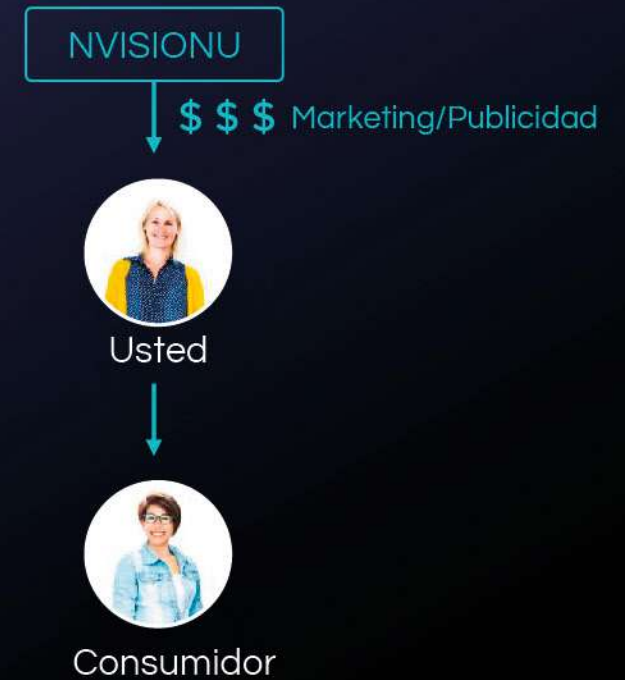 NVISIONU
$ $ $ Marketing/Publicidad
Usted
Consumidor